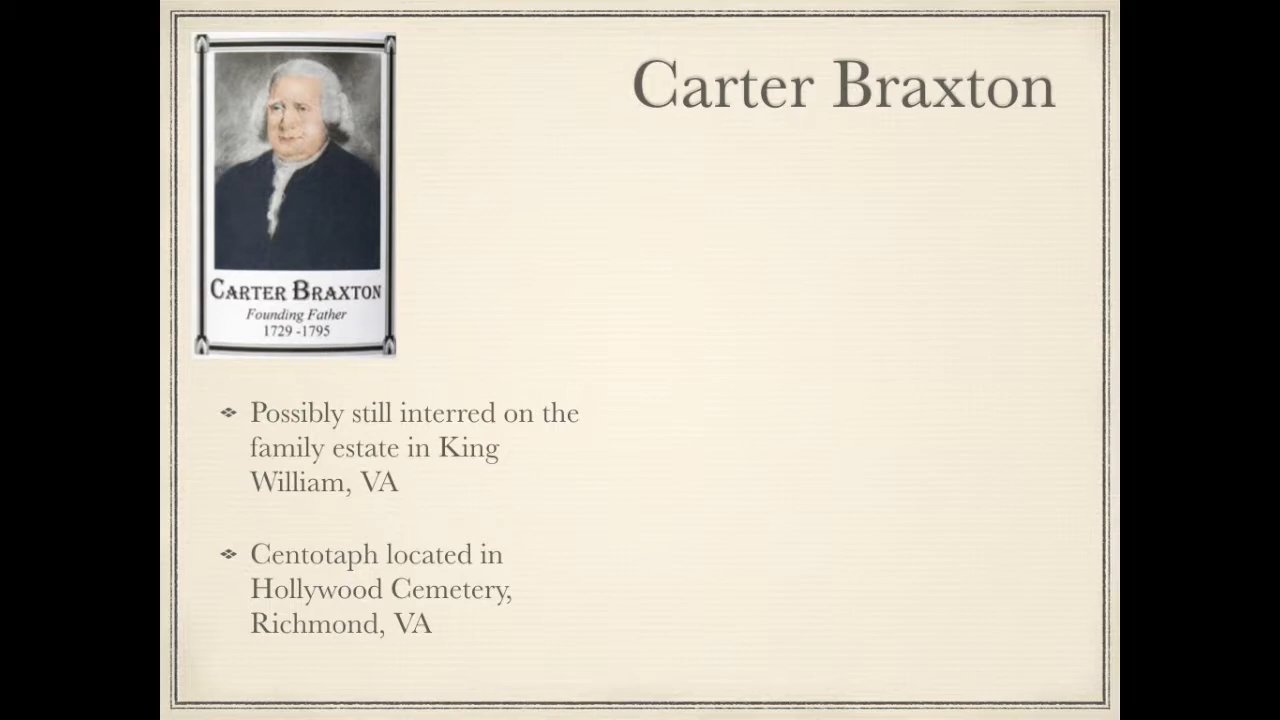 Carter Braxton
CARTER BRAXTON
Founding Father
1729 -1795
Possibly still interred on the
family estate in King
William, VA
Centotaph located in
Hollywood Cemetery,
Richmond, VA